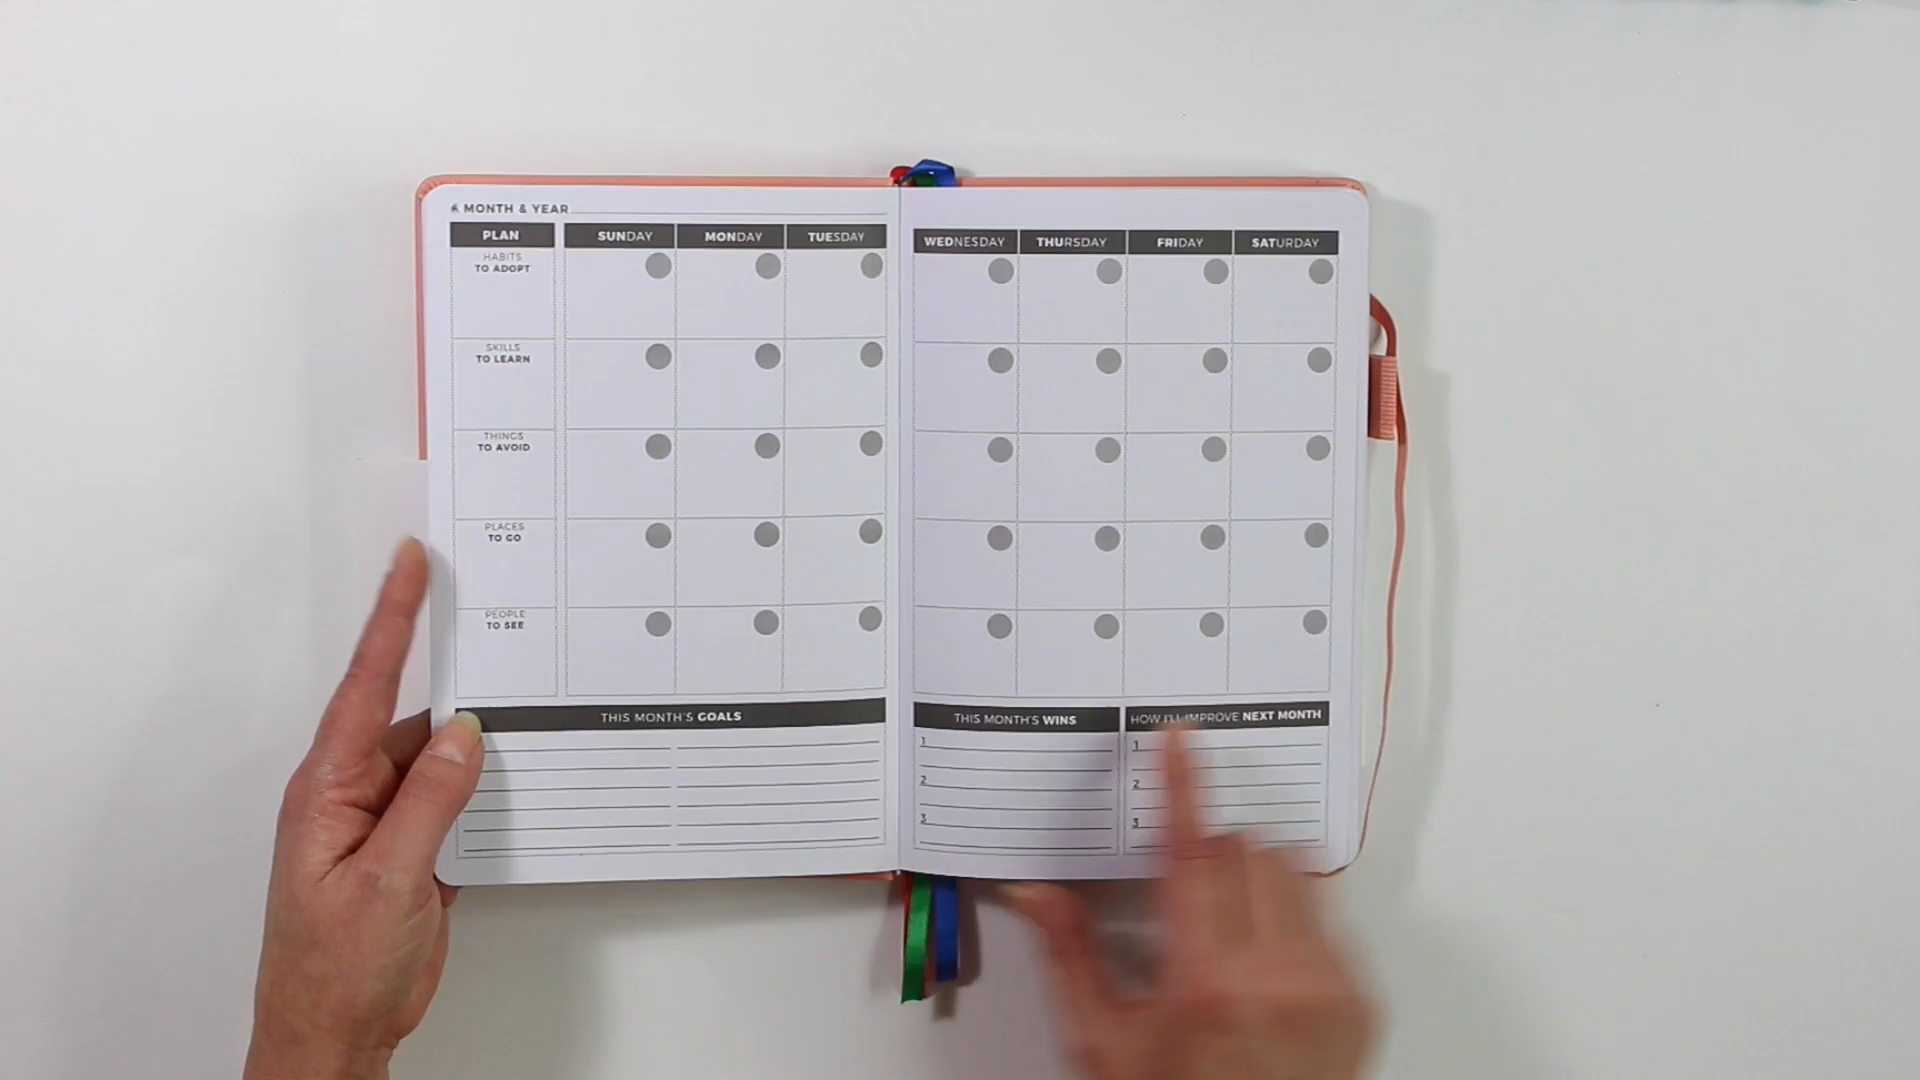 MONTH & YEAR
PLAN SUNDAY MONDAY TUESDAY
HABITS
TO ADOPT
SKILLS
TO LEARN
THINGS
TO AVOID
PLACES
TO GO
PEOPLE
TO SEE
THIS MONTH'S GOALS
WEDNESDAY THURSDAY FRIDAY SATURDAY
THIS MONTH'S WINS
1
2
3
HOW I'LL IMPROVE NEXT MONTH
1
2
3